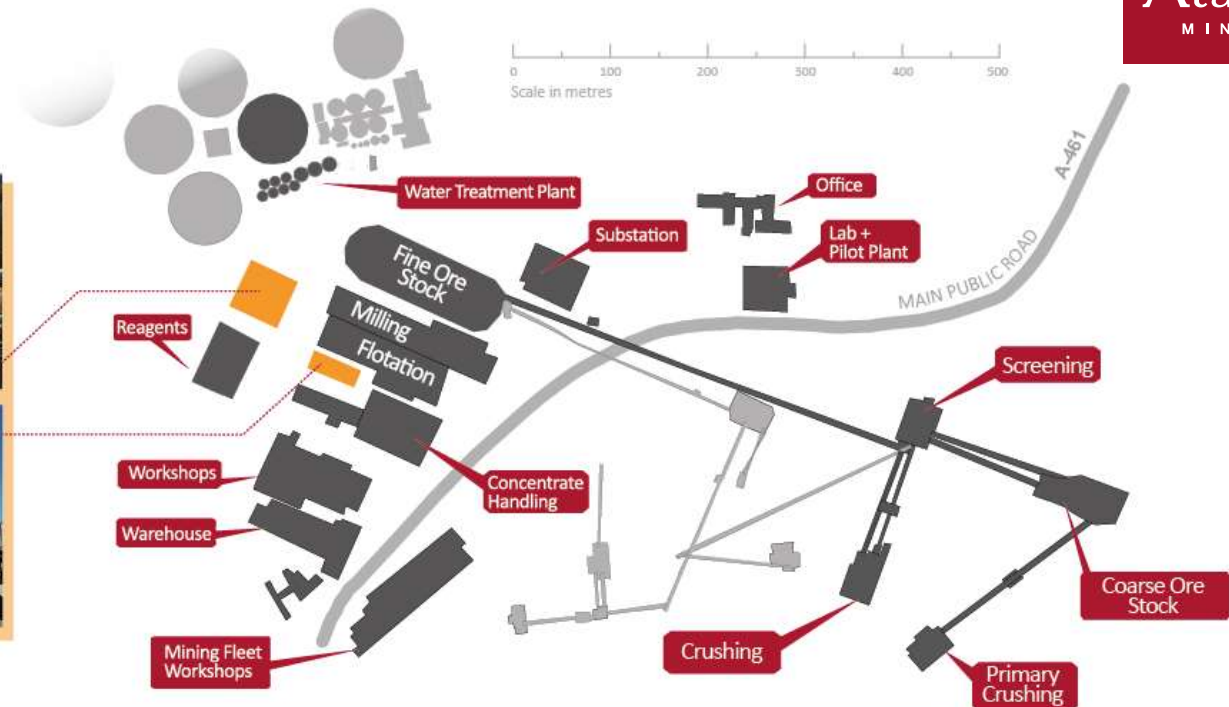 MIN
0 100 200 300 400 500
Scale in metres
A-461
Water Treatment Plant
Office
Substation
Lab +
Pilot Plant
Fine Ore
Stock
MAIN PUBLIC ROAD
Milling
Reagents
Flotation
Screening
Workshops
Concentrate
Handling
Warehouse
Coarse Ore
Stock
Crushing
Mining Fleet
Workshops
Primary
Crushing